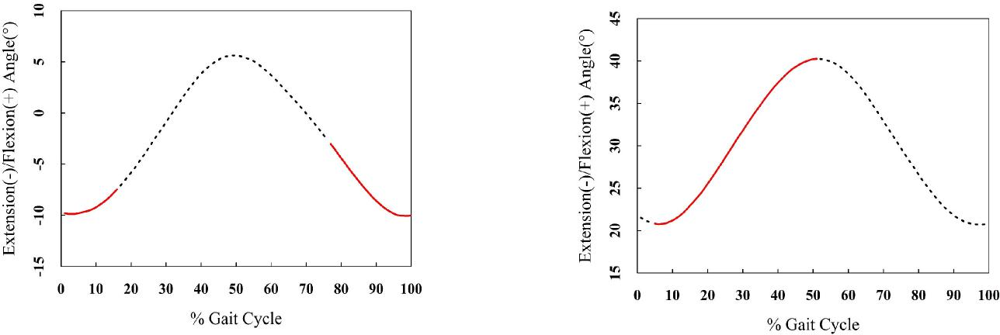 Extension(-)/Flexion(+) Angle(°)
10
5
0
-5
-10
-15
0 10 20 30 40 50 60 70 80 90 100
% Gait Cycle
Extension(-)/Flexion(+) Angle(°)
45
40
35
30
25
20
15
0 10 20 30 40 50 60 70 80 90 100
% Gait Cycle